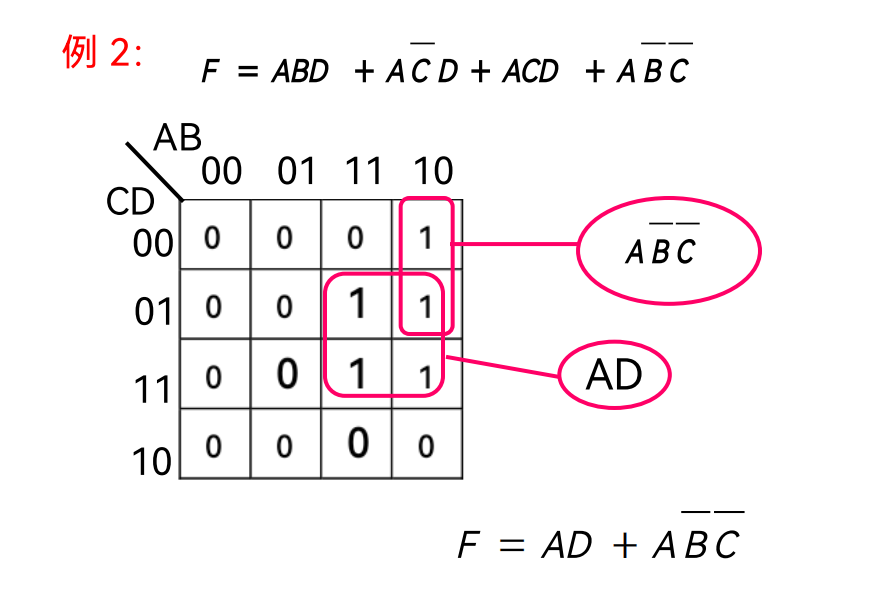 例 2:
F = ABD + AC̅D + ACD + AB̅C̅
AB
00 01 11 10
CD
00 0 0 0 1
AB̅C̅
01 0 0 1 1
11 0 0 1 1
AD
10 0 0 0 0
F = AD + AB̅C̅